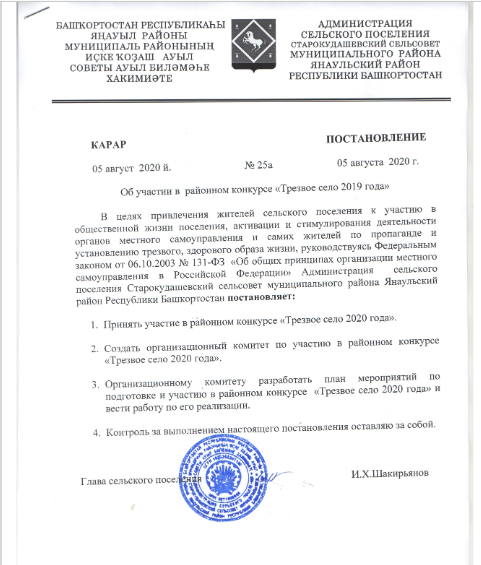 БАШҠОРТОСТАН РЕСПУБЛИКАҺЫ
ЯҢАУЫЛ РАЙОНЫ
МУНИЦИПАЛЬ РАЙОНЫНЫҢ
ИҪКЕ ҠОҘАШ АУЫЛ
СОВЕТЫ АУЫЛ БИЛӘМӘҺЕ
ХАКИМИӘТЕ
АДМИНИСТРАЦИЯ
СЕЛЬСКОГО ПОСЕЛЕНИЯ
СТАРОКУДАШЕВСКИЙ СЕЛЬСОВЕТ
МУНИЦИПАЛЬНОГО РАЙОНА
ЯНАУЛЬСКИЙ РАЙОН
РЕСПУБЛИКИ БАШКОРТОСТАН
КАРАР
ПОСТАНОВЛЕНИЕ
05 август 2020 й.
№ 25а
05 августа 2020 г.
Об участии в районном конкурсе «Трезвое село 2019 года»
В целях привлечения жителей сельского поселения к участию в
общественной жизни поселения, активации и стимулирования деятельности
органов местного самоуправления и самих жителей по пропаганде и
установлению трезвого, здорового образа жизни, руководствуясь Федеральным
законом от 06.10.2003 № 131-ФЗ «Об общих принципах организации местного
самоуправления в Российской Федерации» Администрация сельского
поселения Старокудашевский сельсовет муниципального района Янаульский
район Республики Башкортостан постановляет:
1. Принять участие в районном конкурсе «Трезвое село 2020 года».
2. Создать организационный комитет по участию в районном конкурсе
«Трезвое село 2020 года».
3. Организационному комитету разработать план мероприятий по
подготовке и участию в районном конкурсе «Трезвое село 2020 года» и
вести работу по его реализации.
4. Контроль за выполнением настоящего постановления оставляю за собой.
Глава сельского поселения
И.Х.Шакирьянов